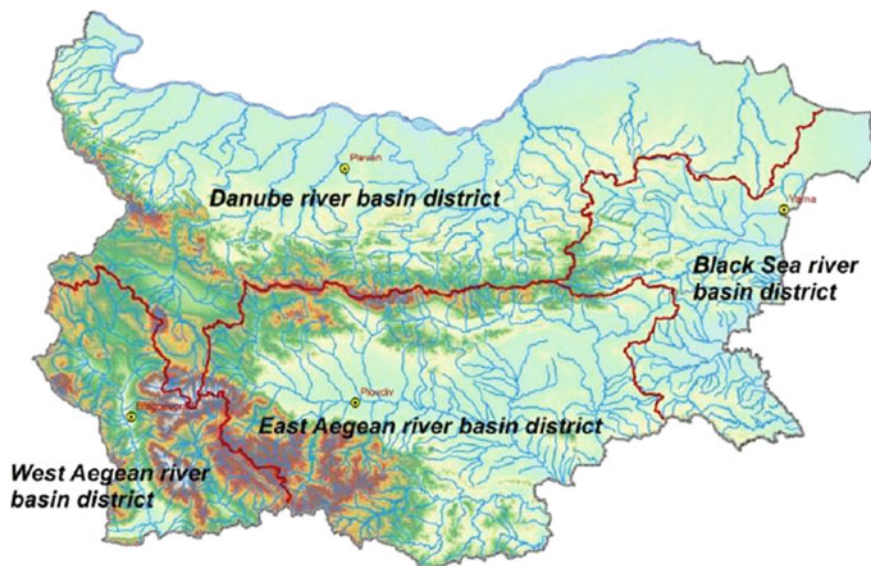 Pleven
Danube river basin district
Varna
Black Sea river
basin district
Plovdiv
East Aegean river basin district
West Aegean river
basin district